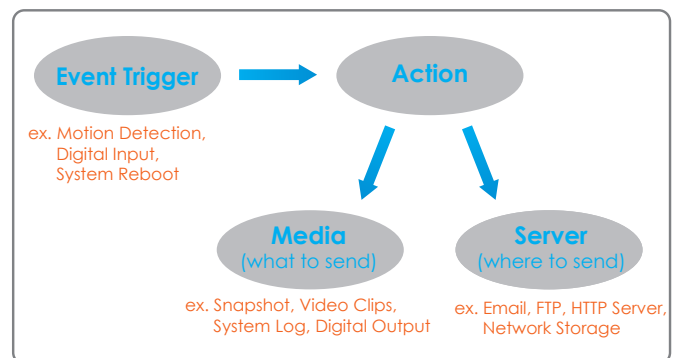 Event Trigger
Action
ex. Motion Detection,
Digital Input,
System Reboot
Media
(what to send)
Server
(where to send)
ex. Snapshot, Video Clips,
System Log, Digital Output
ex. Email, FTP, HTTP Server,
Network Storage